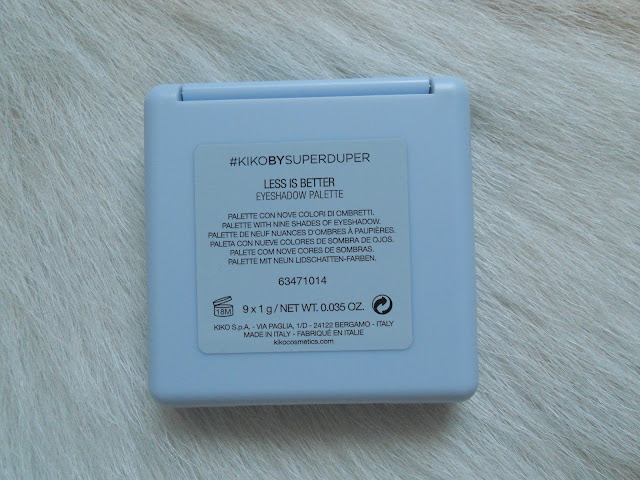 #KIKOBYSUPERDUPER
LESS IS BETTER
EYESHADOW PALETTE
PALETTE CON NOVE COLORI DI OMBRETTI.
PALETTE WITH NINE SHADES OF EYESHADOW.
PALETTE DE NEUF NUANCES D'OMBRES À PAUPIÈRES.
PALETA CON NUEVE COLORES DE SOMBRA DE OJOS.
PALETE COM NOVE CORES DE SOMBRAS.
PALETTE MIT NEUN LIDSCHATTEN-FARBEN.
63471014
18M
9 x 1 g / NET WT. 0.035 OZ.
KIKO S.p.A. - VIA PAGLIA, 1/D - 24122 BERGAMO - ITALY
MADE IN ITALY - FABRIQUÉ EN ITALIE
kikocosmetics.com